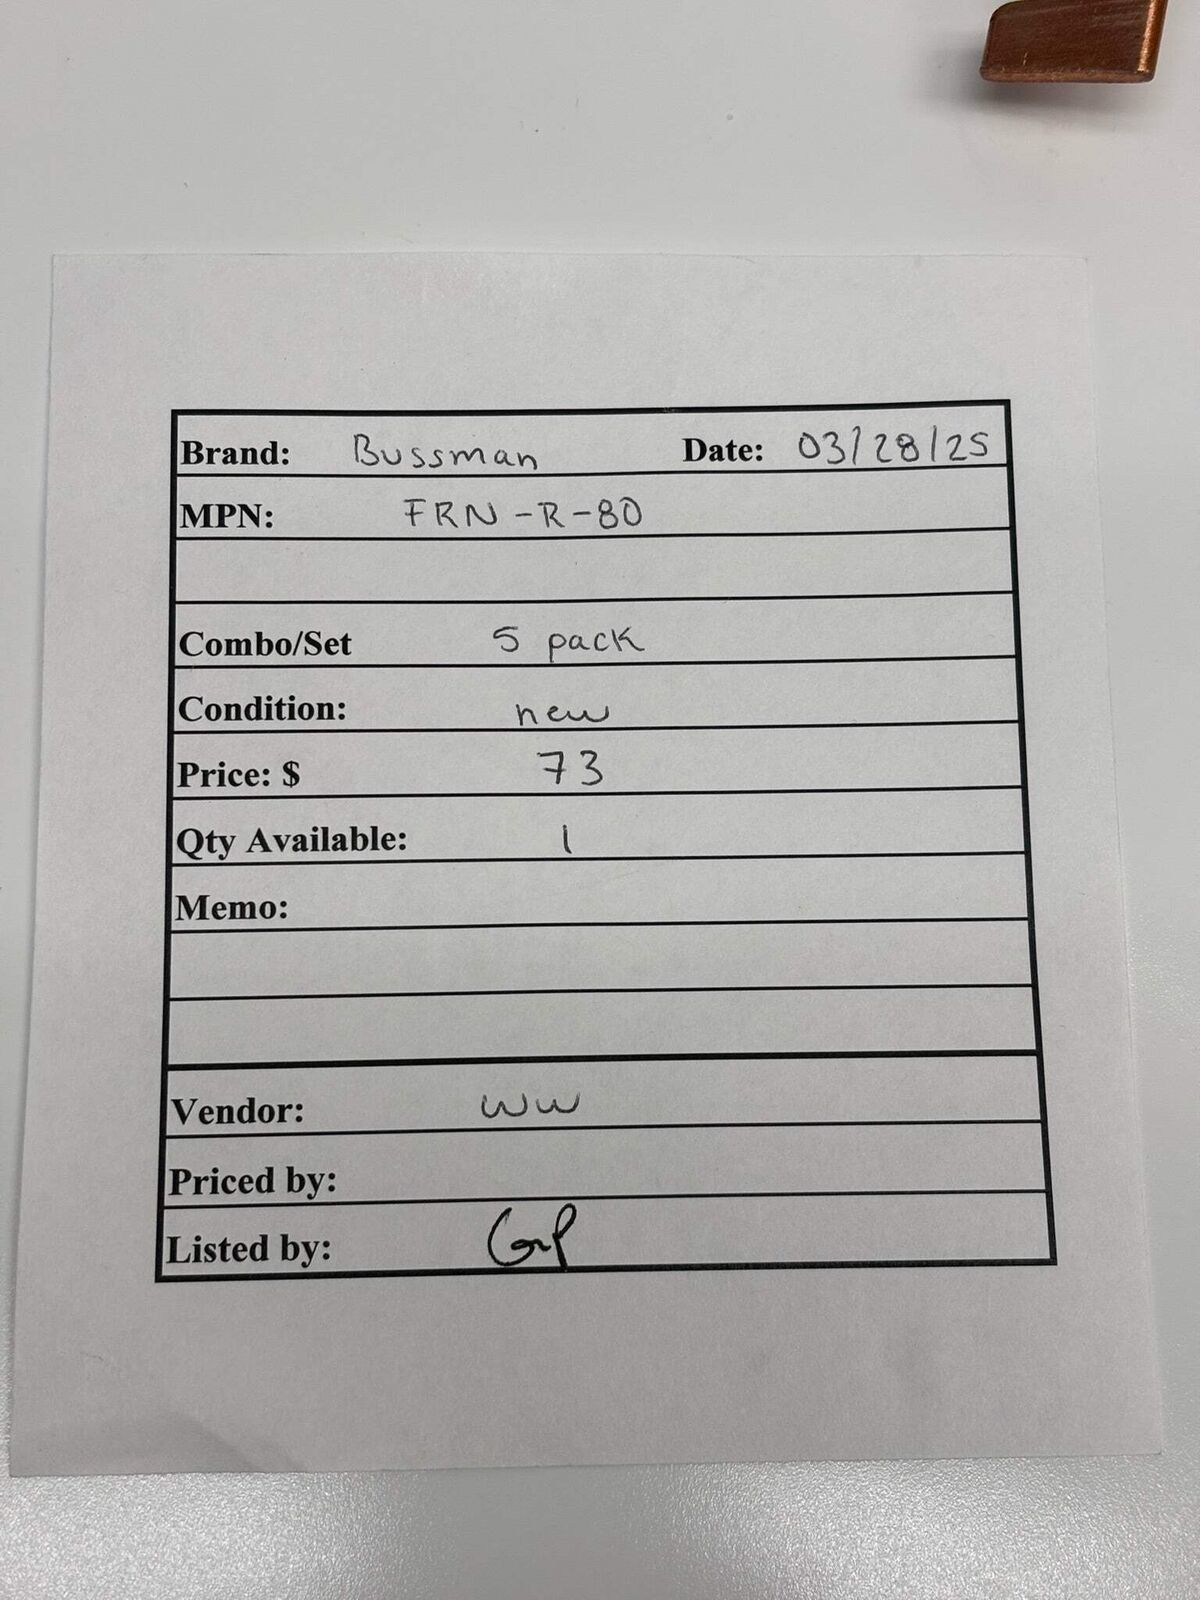 Brand: Bussman Date: 03/28/25
MPN: FRN-R-80
Combo/Set 5 pack
Condition: new
Price: $ 73
Qty Available: 1
Memo:
Vendor: WW
Priced by:
Listed by: